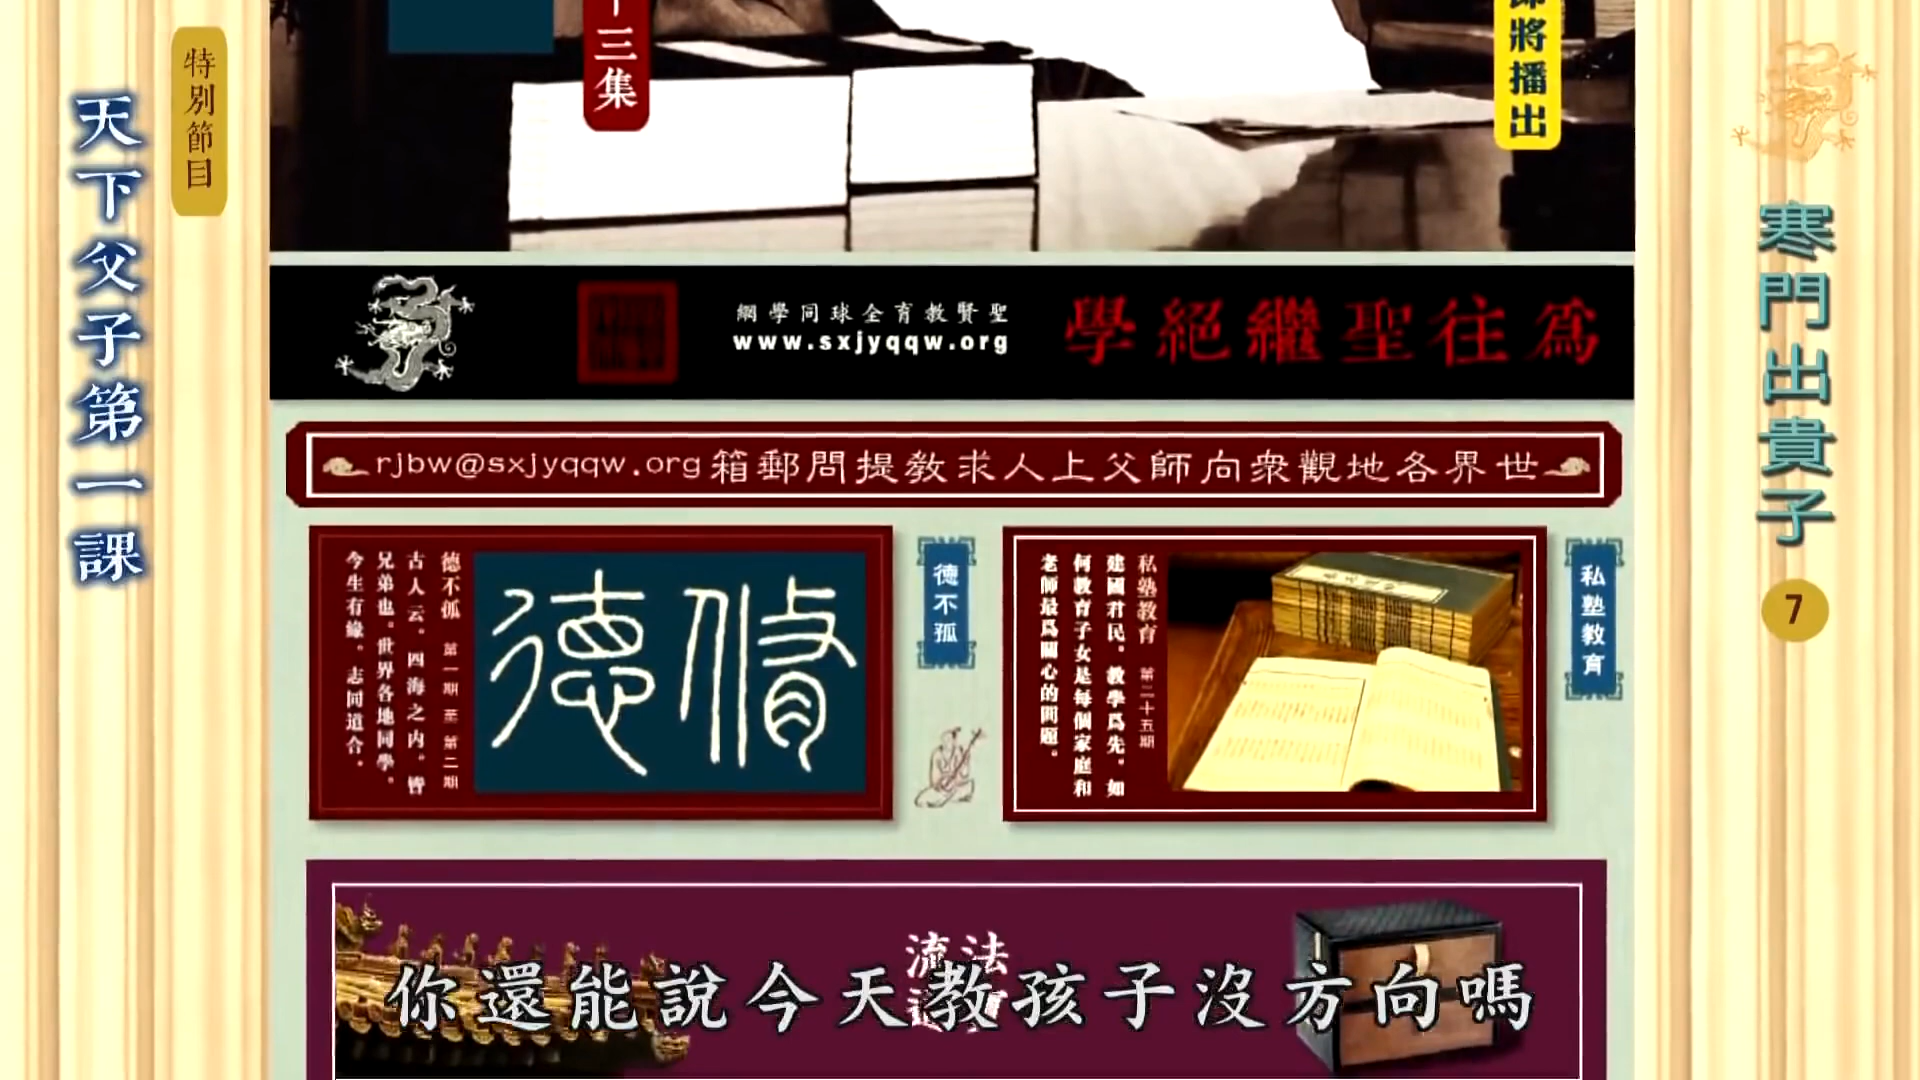 特別節目
天下父子第一課
十三集
即將播出
寒門出貴子
7
聖賢教育全球同學網
www.sxjyqqw.org
為往聖繼絕學
世界各地觀衆向師父上人求教提問郵箱rjbw@sxjyqqw.org
德不孤 第一期 至 第二期
古人云。四海之內。皆
兄弟也。世界各地同學。
今生有緣。志同道合。
脩德
德不孤
私塾教育 第二十五期
建國君民。教學爲先。如
何教育子女是每個家庭和
老師最爲關心的問題。
私塾教育
法
流
你還能說今天教孩子沒方向嗎